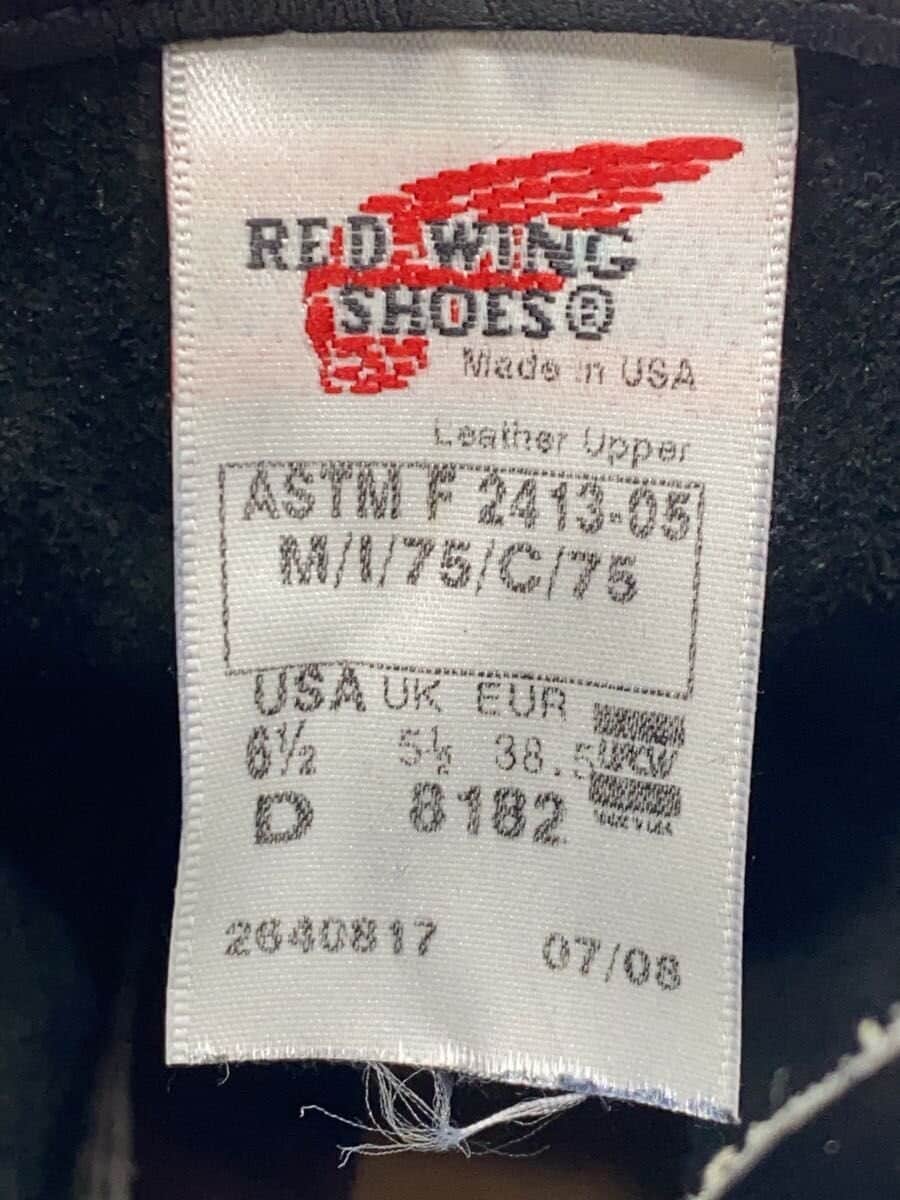 RED WING
SHOES®
Made in USA
Leather Upper
ASTM F 2413-05
M/I/75/C/75
USA UK EUR
6½ 5½ 38.5
UFCW
D 8182
2640817 07/08